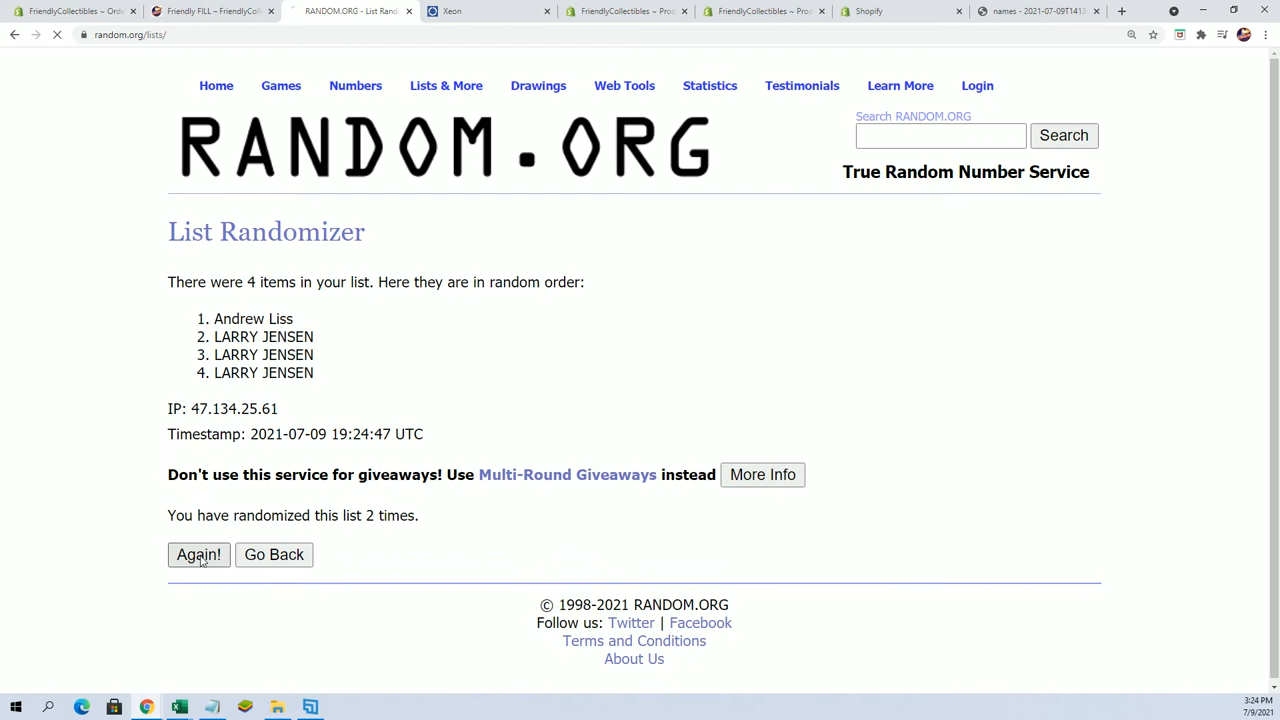 FriendlyCollectibles ~ Orde
Friendly FILL – FriendlyColl
RANDOM.ORG - List Rand
Xeon
FriendlyCollectibles ~ Prod
FriendlyCollectibles ~ Prod
Shopify
names - 2021-07-09T1413
random.org/lists/
Home Games Numbers Lists & More Drawings Web Tools Statistics Testimonials Learn More Login
Search RANDOM.ORG
RANDOM.ORG
Search
True Random Number Service
List Randomizer
There were 4 items in your list. Here they are in random order:
1. Andrew Liss
2. LARRY JENSEN
3. LARRY JENSEN
4. LARRY JENSEN
IP: 47.134.25.61
Timestamp: 2021-07-09 19:24:47 UTC
Don't use this service for giveaways! Use Multi-Round Giveaways instead More Info
You have randomized this list 2 times.
Again! Go Back
© 1998-2021 RANDOM.ORG
Follow us: Twitter | Facebook
Terms and Conditions
About Us
3:24 PM
7/9/2021